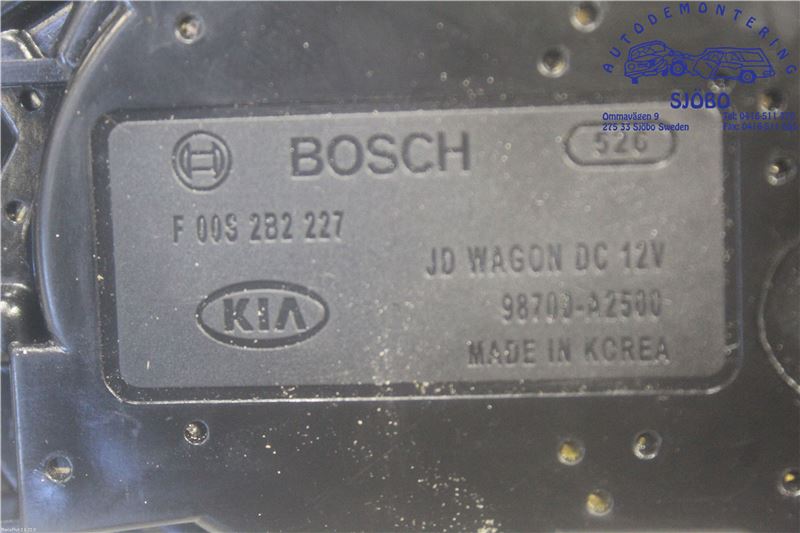 AUTODEMONTERING
SJÖBO
Ommavägen 9
275 33 Sjöbo Sweden
BOSCH
526
F 00S 2B2 227
JD WAGON DC 12V
KIA
98700-A2500
MADE IN KOREA